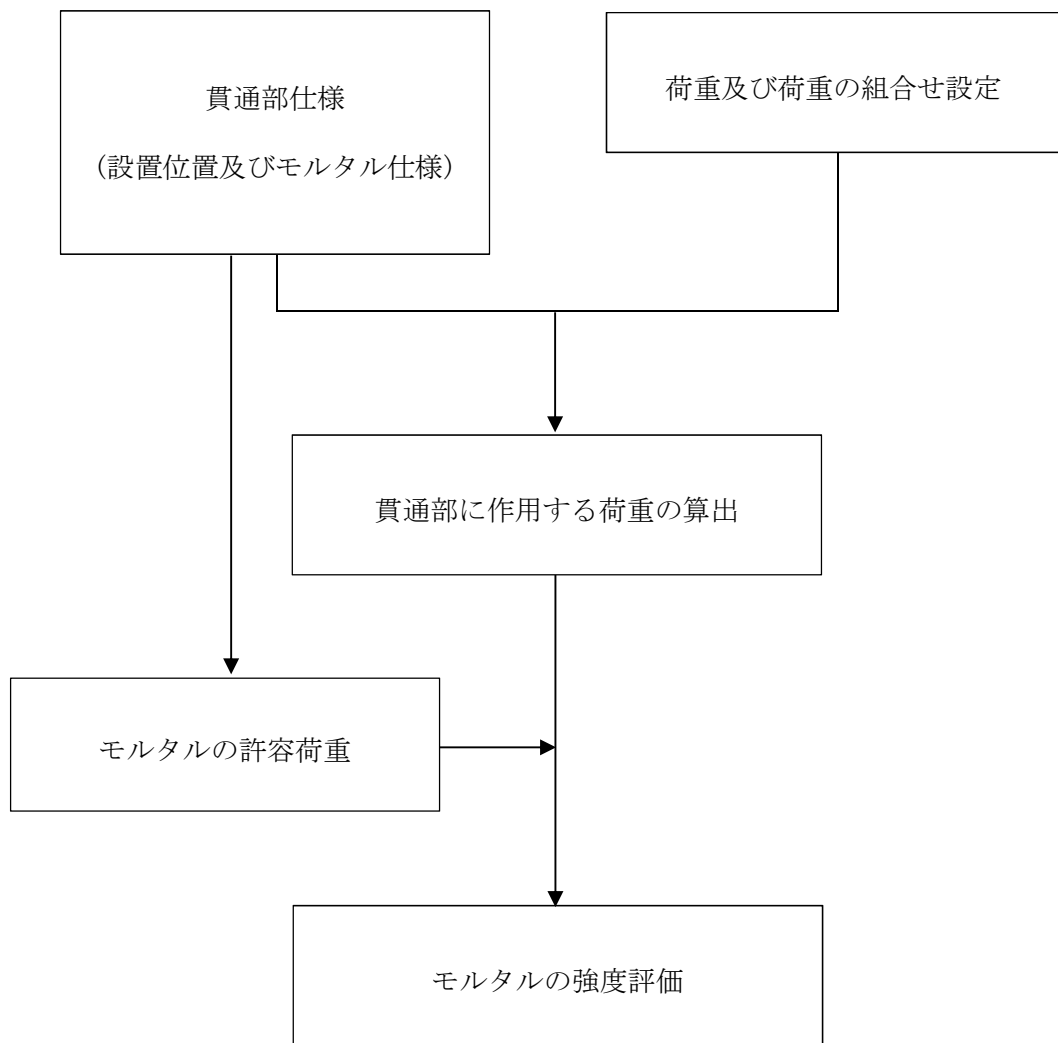 貫通部仕様
(設置位置及びモルタル仕様)
荷重及び荷重の組合せ設定
貫通部に作用する荷重の算出
モルタルの許容荷重
モルタルの強度評価